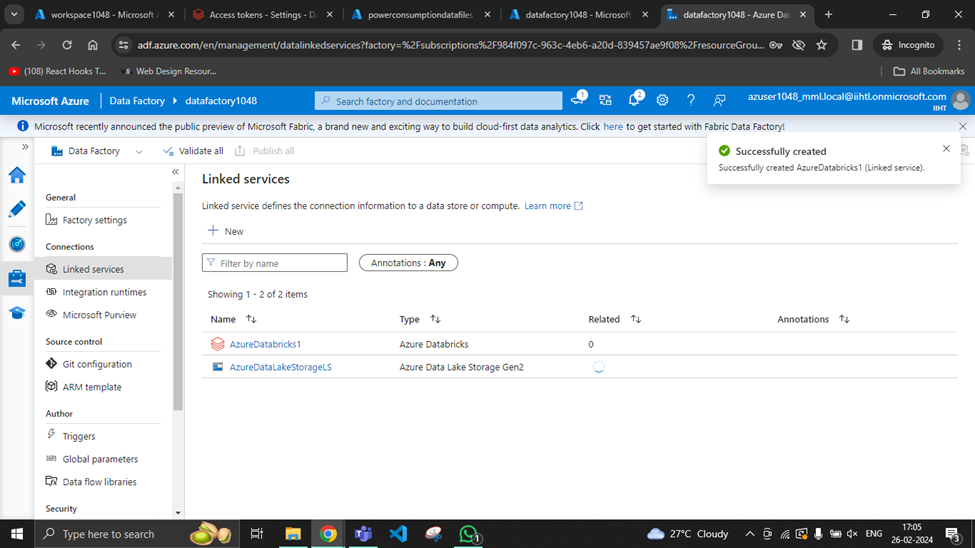 workspace1048 - Microsoft A
Access tokens - Settings - Da
powerconsumptiondatafiles
datafactory1048 - Microsoft
datafactory1048 - Azure Dat
adf.azure.com/en/management/datalinkedservices?factory=%2Fsubscriptions%2F984f097c-963c-4eb6-a20d-839457ae9f08%2FresourceGrou...
Incognito
(108) React Hooks T...
VS Web Design Resour...
All Bookmarks
Microsoft Azure
Data Factory
datafactory1048
Search factory and documentation
1
2
azuser1048_mml.local@iihtl.onmicrosoft.com
IIHT
Microsoft recently announced the public preview of Microsoft Fabric, a brand new and exciting way to build cloud-first data analytics. Click here to get started with Fabric Data Factory!
Data Factory
Validate all
Publish all
Successfully created
Successfully created AzureDatabricks1 (Linked service).
General
Factory settings
Connections
Linked services
Integration runtimes
Microsoft Purview
Source control
Git configuration
ARM template
Author
Triggers
Global parameters
Data flow libraries
Security
Linked services
Linked service defines the connection information to a data store or compute. Learn more
New
Filter by name
Annotations : Any
Showing 1 - 2 of 2 items
Name Type Related Annotations
AzureDatabricks1 Azure Databricks 0
AzureDataLakeStorageLS Azure Data Lake Storage Gen2
Type here to search
1
27°C Cloudy
ENG
17:05
26-02-2024
3